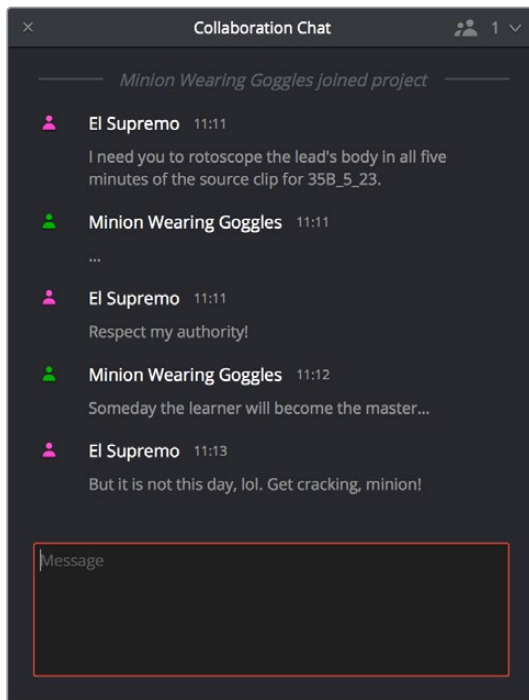 Collaboration Chat 1
Minion Wearing Goggles joined project
El Supremo 11:11
I need you to rotoscope the lead's body in all five
minutes of the source clip for 35B_5_23.
Minion Wearing Goggles 11:11
...
El Supremo 11:11
Respect my authority!
Minion Wearing Goggles 11:12
Someday the learner will become the master...
El Supremo 11:13
But it is not this day, lol. Get cracking, minion!
Message